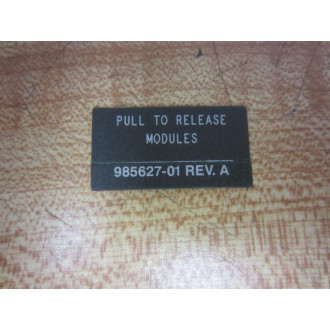 PULL TO RELEASE
MODULES
985627-01 REV. A